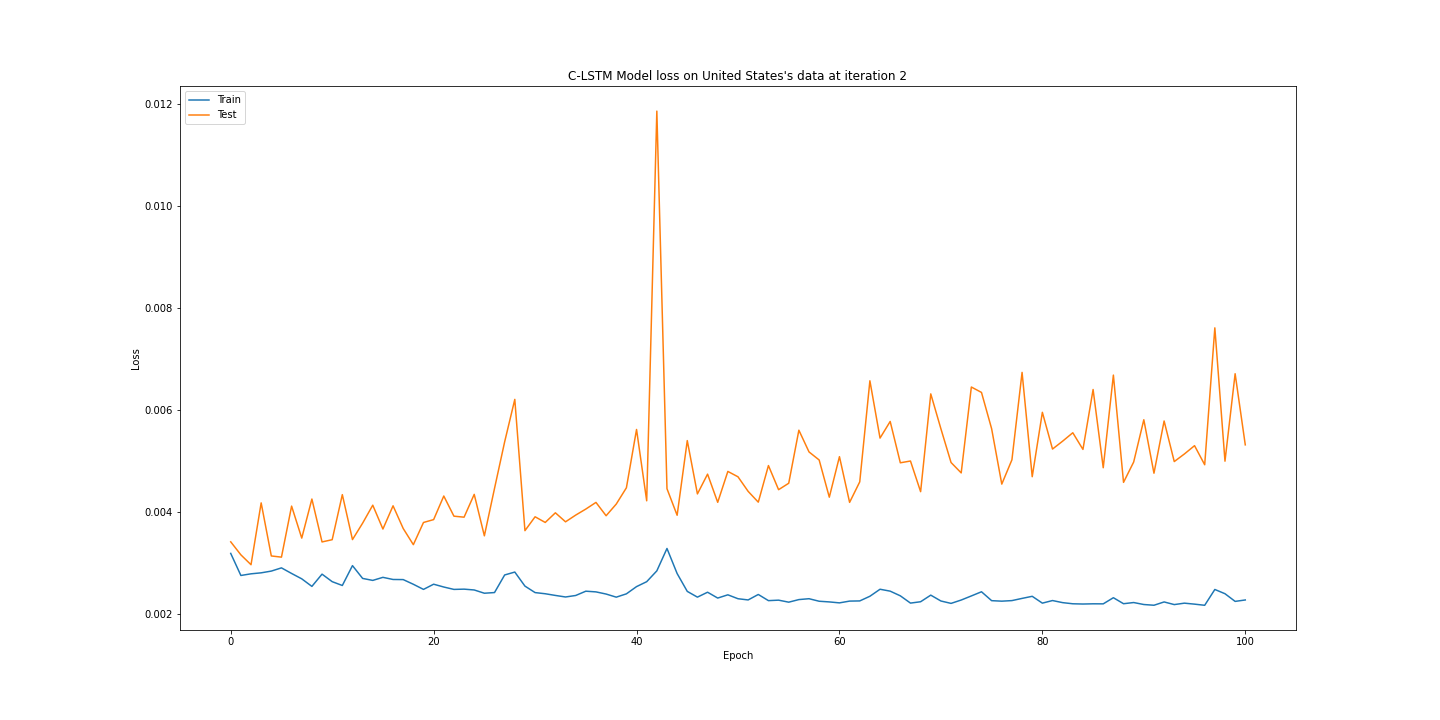 C-LSTM Model loss on United States's data at iteration 2
Train
Test
0.012
0.010
0.008
0.006
0.004
0.002
Loss
0 20 40 60 80 100
Epoch